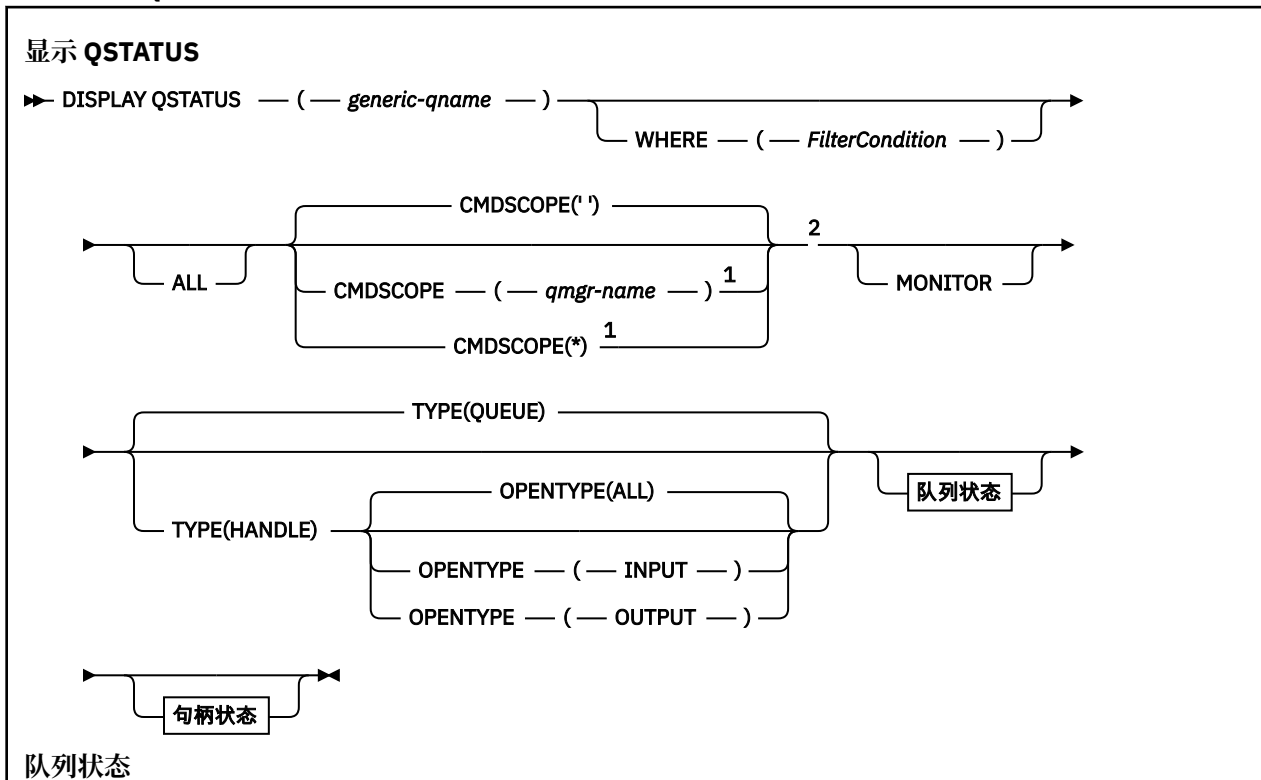 显示 QSTATUS
DISPLAY QSTATUS ( generic-qname )
WHERE ( FilterCondition )
CMDSCOPE(' ')
2
ALL
CMDSCOPE ( qmgr-name ) 1
MONITOR
CMDSCOPE(*) 1
TYPE(QUEUE)
队列状态
OPENTYPE(ALL)
TYPE(HANDLE)
OPENTYPE ( INPUT )
OPENTYPE ( OUTPUT )
句柄状态
队列状态